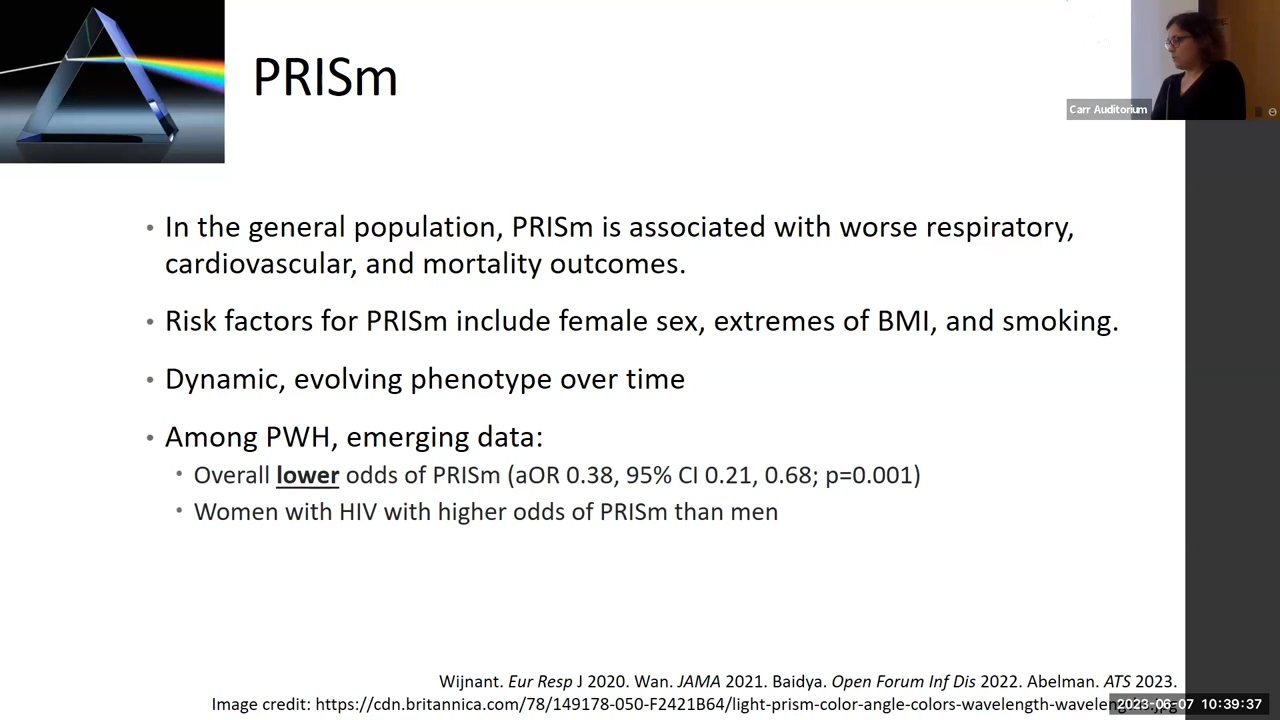 PRISm
Carr Auditorium
• In the general population, PRISm is associated with worse respiratory,
cardiovascular, and mortality outcomes.
• Risk factors for PRISm include female sex, extremes of BMI, and smoking.
• Dynamic, evolving phenotype over time
• Among PWH, emerging data:
• Overall lower odds of PRISm (aOR 0.38, 95% CI 0.21, 0.68; p=0.001)
• Women with HIV with higher odds of PRISm than men
Wijnant. Eur Resp J 2020. Wan. JAMA 2021. Baidya. Open Forum Inf Dis 2022. Abelman. ATS 2023.
Image credit: https://cdn.britannica.com/78/149178-050-F2421B64/light-prism-color-angle-colors-wavelength-waveleng
2023-06-07 10:39:37